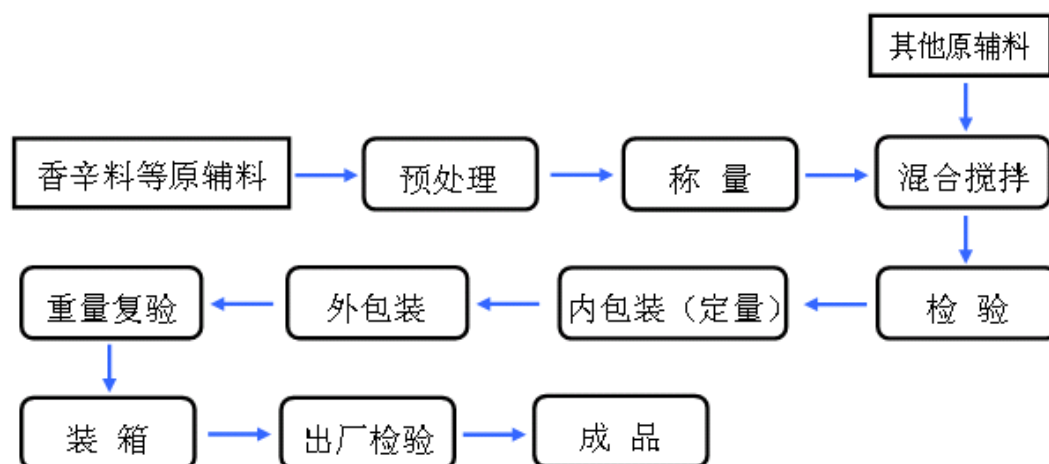 其他原辅料
香辛料等原辅料
预处理
称 量
混合搅拌
检 验
内包装（定量）
外包装
重量复验
装 箱
出厂检验
成 品